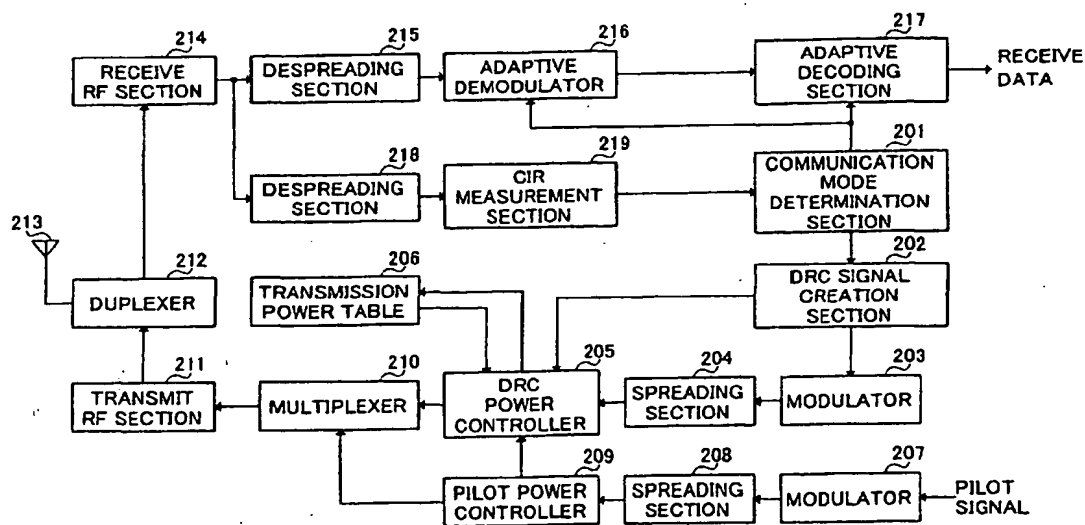 214
RECEIVE
RF SECTION
215
DESPREADING
SECTION
216
ADAPTIVE
DEMODULATOR
217
ADAPTIVE
DECODING
SECTION
RECEIVE
DATA
218
DESPREADING
SECTION
219
CIR
MEASUREMENT
SECTION
201
COMMUNICATION
MODE
DETERMINATION
SECTION
213
212
DUPLEXER
206
TRANSMISSION
POWER TABLE
202
DRC SIGNAL
CREATION
SECTION
211
TRANSMIT
RF SECTION
210
MULTIPLEXER
205
DRC
POWER
CONTROLLER
204
SPREADING
SECTION
203
MODULATOR
209
PILOT POWER
CONTROLLER
208
SPREADING
SECTION
207
MODULATOR
PILOT
SIGNAL